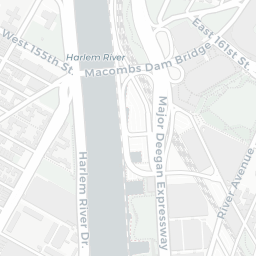 West 155th St.
Harlem River
Macombs Dam Bridge
East 161st St.
Major Deegan Expressway
Harlem River Dr.
River Avenue